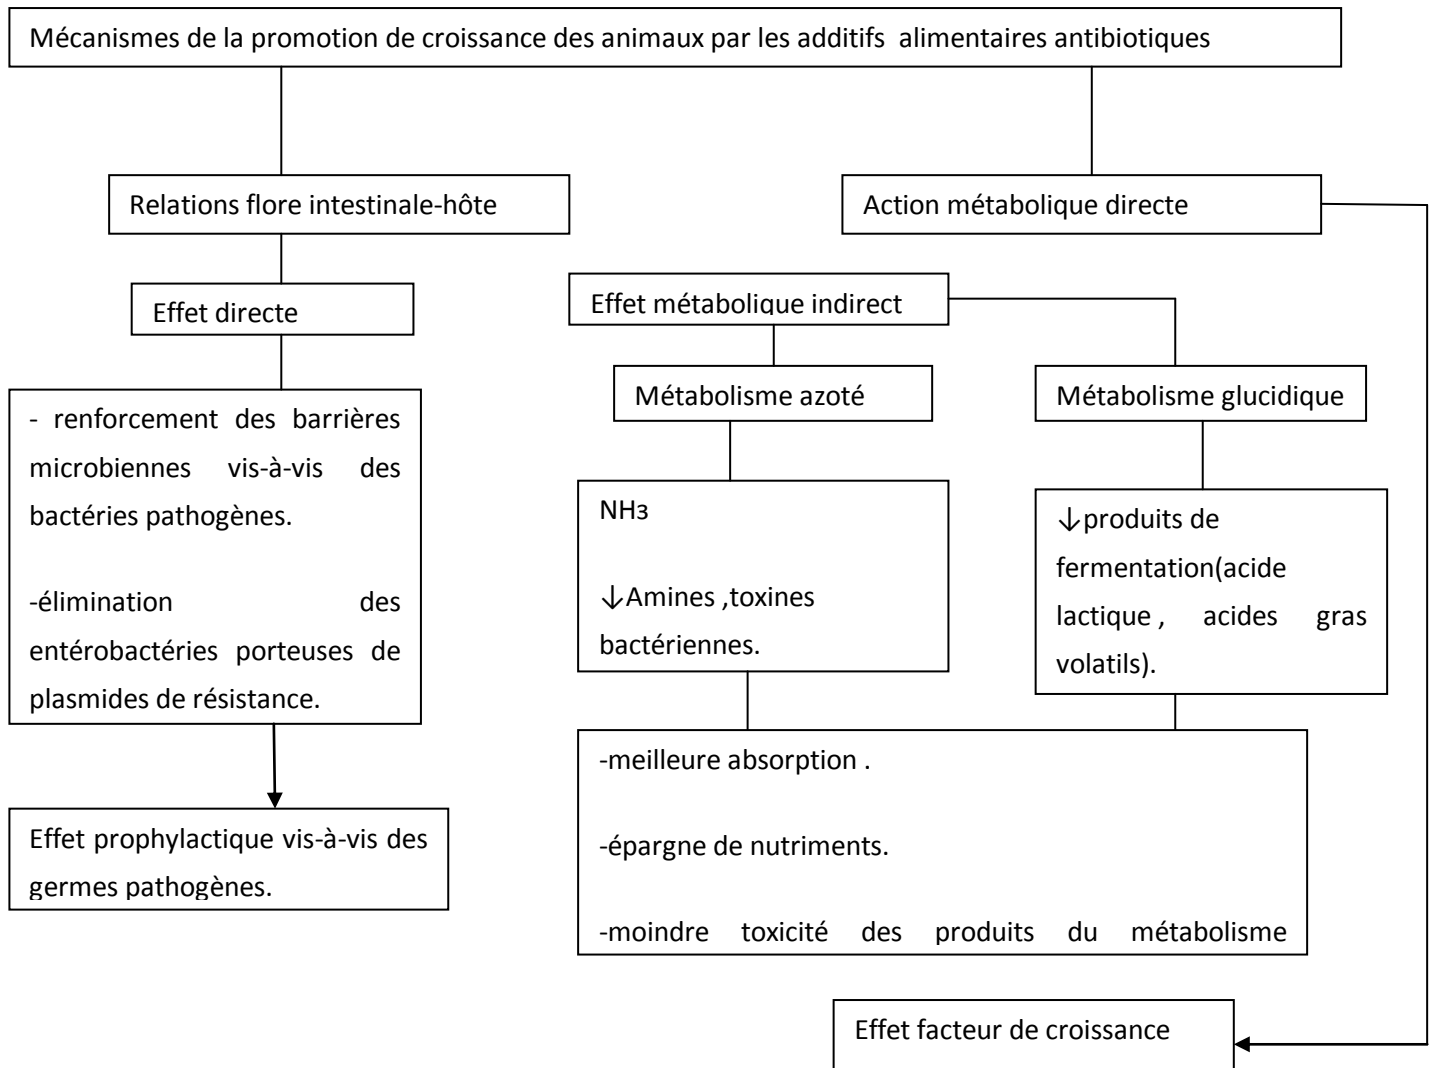 Mécanismes de la promotion de croissance des animaux par les additifs alimentaires antibiotiques
Relations flore intestinale-hôte
Action métabolique directe
Effet directe
Effet métabolique indirect
Métabolisme azoté
Métabolisme glucidique
- renforcement des barrières
microbiennes vis-à-vis des
bactéries pathogènes.
-élimination des
entérobactéries porteuses de
plasmides de résistance.
NH₃
↓Amines ,toxines
bactériennes.
↓produits de
fermentation(acide
lactique , acides gras
volatils).
Effet prophylactique vis-à-vis des
germes pathogènes.
-meilleure absorption .
-épargne de nutriments.
-moindre toxicité des produits du métabolisme
Effet facteur de croissance